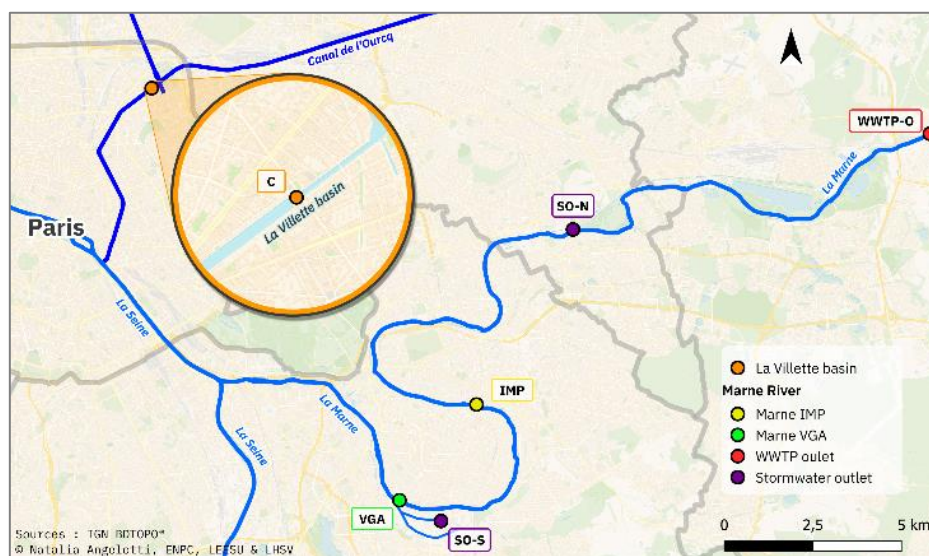 Canal de l'Ourcq
WWTP-O
La Marne
C
La Villette basin
SO-N
Paris
La Seine
IMP
La Marne
La Seine
VGA
SO-S
La Villette basin
Marne River
Marne IMP
Marne VGA
WWTP oulet
Stormwater outlet
0 2,5 5 km
Sources : IGN BDTOPO®
© Natalia Angelotti, ENPC, LEESU & LHSV